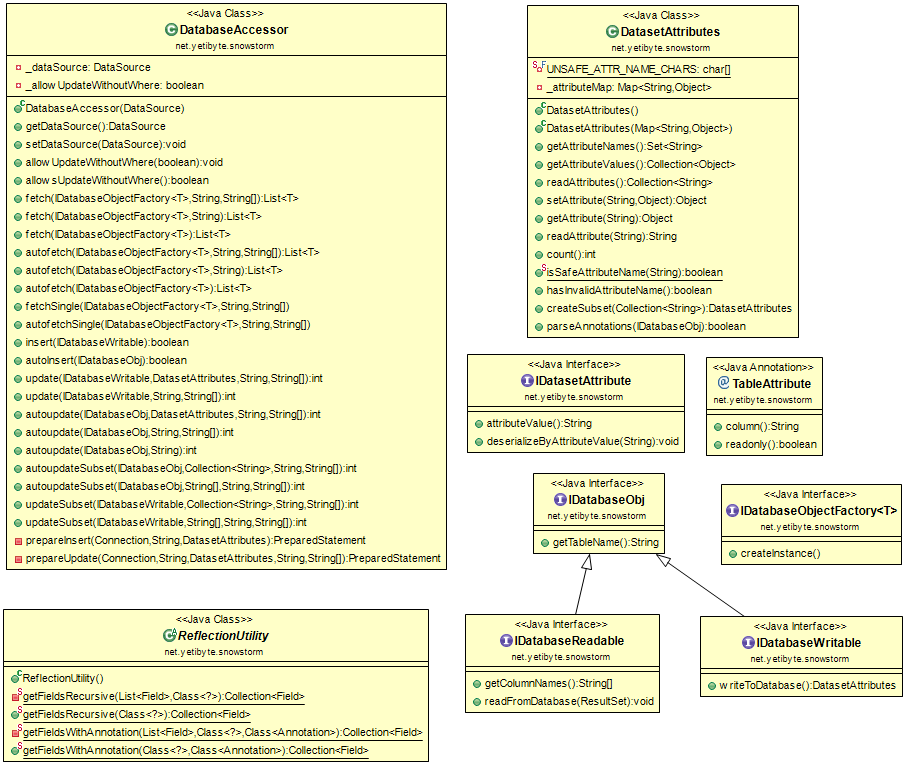 <<Java Class>>
DatabaseAccessor
net.yetibyte.snowstorm
_dataSource: DataSource
_allowUpdateWithoutWhere: boolean
DatabaseAccessor(DataSource)
getDataSource():DataSource
setDataSource(DataSource):void
allowUpdateWithoutWhere(boolean):void
allowsUpdateWithoutWhere():boolean
fetch(IDatabaseObjectFactory<T>,String,String[]):List<T>
fetch(IDatabaseObjectFactory<T>,String):List<T>
fetch(IDatabaseObjectFactory<T>):List<T>
autofetch(IDatabaseObjectFactory<T>,String,String[]):List<T>
autofetch(IDatabaseObjectFactory<T>,String):List<T>
autofetch(IDatabaseObjectFactory<T>):List<T>
fetchSingle(IDatabaseObjectFactory<T>,String,String[])
autofetchSingle(IDatabaseObjectFactory<T>,String,String[])
insert(IDatabaseWritable):boolean
autoInsert(IDatabaseObj):boolean
update(IDatabaseWritable,DatasetAttributes,String,String[]):int
update(IDatabaseWritable,String,String[]):int
autoupdate(IDatabaseObj,DatasetAttributes,String,String[]):int
autoupdate(IDatabaseObj,String,String[]):int
autoupdate(IDatabaseObj,String):int
autoupdateSubset(IDatabaseObj,Collection<String>,String,String[]):int
autoupdateSubset(IDatabaseObj,String[],String,String[]):int
updateSubset(IDatabaseWritable,Collection<String>,String,String[]):int
updateSubset(IDatabaseWritable,String[],String,String[]):int
prepareInsert(Connection,String,DatasetAttributes):PreparedStatement
prepareUpdate(Connection,String,DatasetAttributes,String,String[]):PreparedStatement
<<Java Class>>
DatasetAttributes
net.yetibyte.snowstorm
UNSAFE_ATTR_NAME_CHARS: char[]
_attributeMap: Map<String,Object>
DatasetAttributes()
DatasetAttributes(Map<String,Object>)
getAttributeNames():Set<String>
getAttributeValues():Collection<Object>
readAttributes():Collection<String>
setAttribute(String,Object):Object
getAttribute(String):Object
readAttribute(String):String
count():int
isSafeAttributeName(String):boolean
hasInvalidAttributeName():boolean
createSubset(Collection<String>):DatasetAttributes
parseAnnotations(IDatabaseObj):boolean
<<Java Interface>>
IDatasetAttribute
net.yetibyte.snowstorm
attributeValue():String
deserializeByAttributeValue(String):void
<<Java Annotation>>
TableAttribute
net.yetibyte.snowstorm
column():String
readonly():boolean
<<Java Interface>>
IDatabaseObj
net.yetibyte.snowstorm
getTableName():String
<<Java Interface>>
IDatabaseObjectFactory<T>
net.yetibyte.snowstorm
createInstance()
<<Java Class>>
ReflectionUtility
net.yetibyte.snowstorm
ReflectionUtility()
getFieldsRecursive(List<Field>,Class<?>):Collection<Field>
getFieldsRecursive(Class<?>):Collection<Field>
getFieldsWithAnnotation(List<Field>,Class<?>,Class<Annotation>):Collection<Field>
getFieldsWithAnnotation(Class<?>,Class<Annotation>):Collection<Field>
<<Java Interface>>
IDatabaseReadable
net.yetibyte.snowstorm
getColumnNames():String[]
readFromDatabase(ResultSet):void
<<Java Interface>>
IDatabaseWritable
net.yetibyte.snowstorm
writeToDatabase():DatasetAttributes